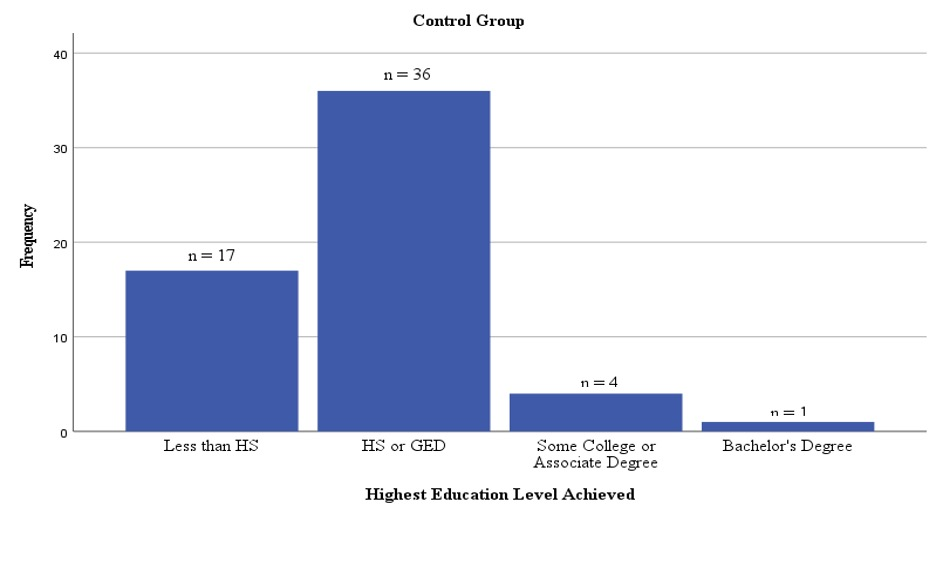 Control Group
40
n = 36
30
Frequency
n = 17
20
10
n = 4
n = 1
0
Less than HS
HS or GED
Some College or
Associate Degree
Bachelor's Degree
Highest Education Level Achieved